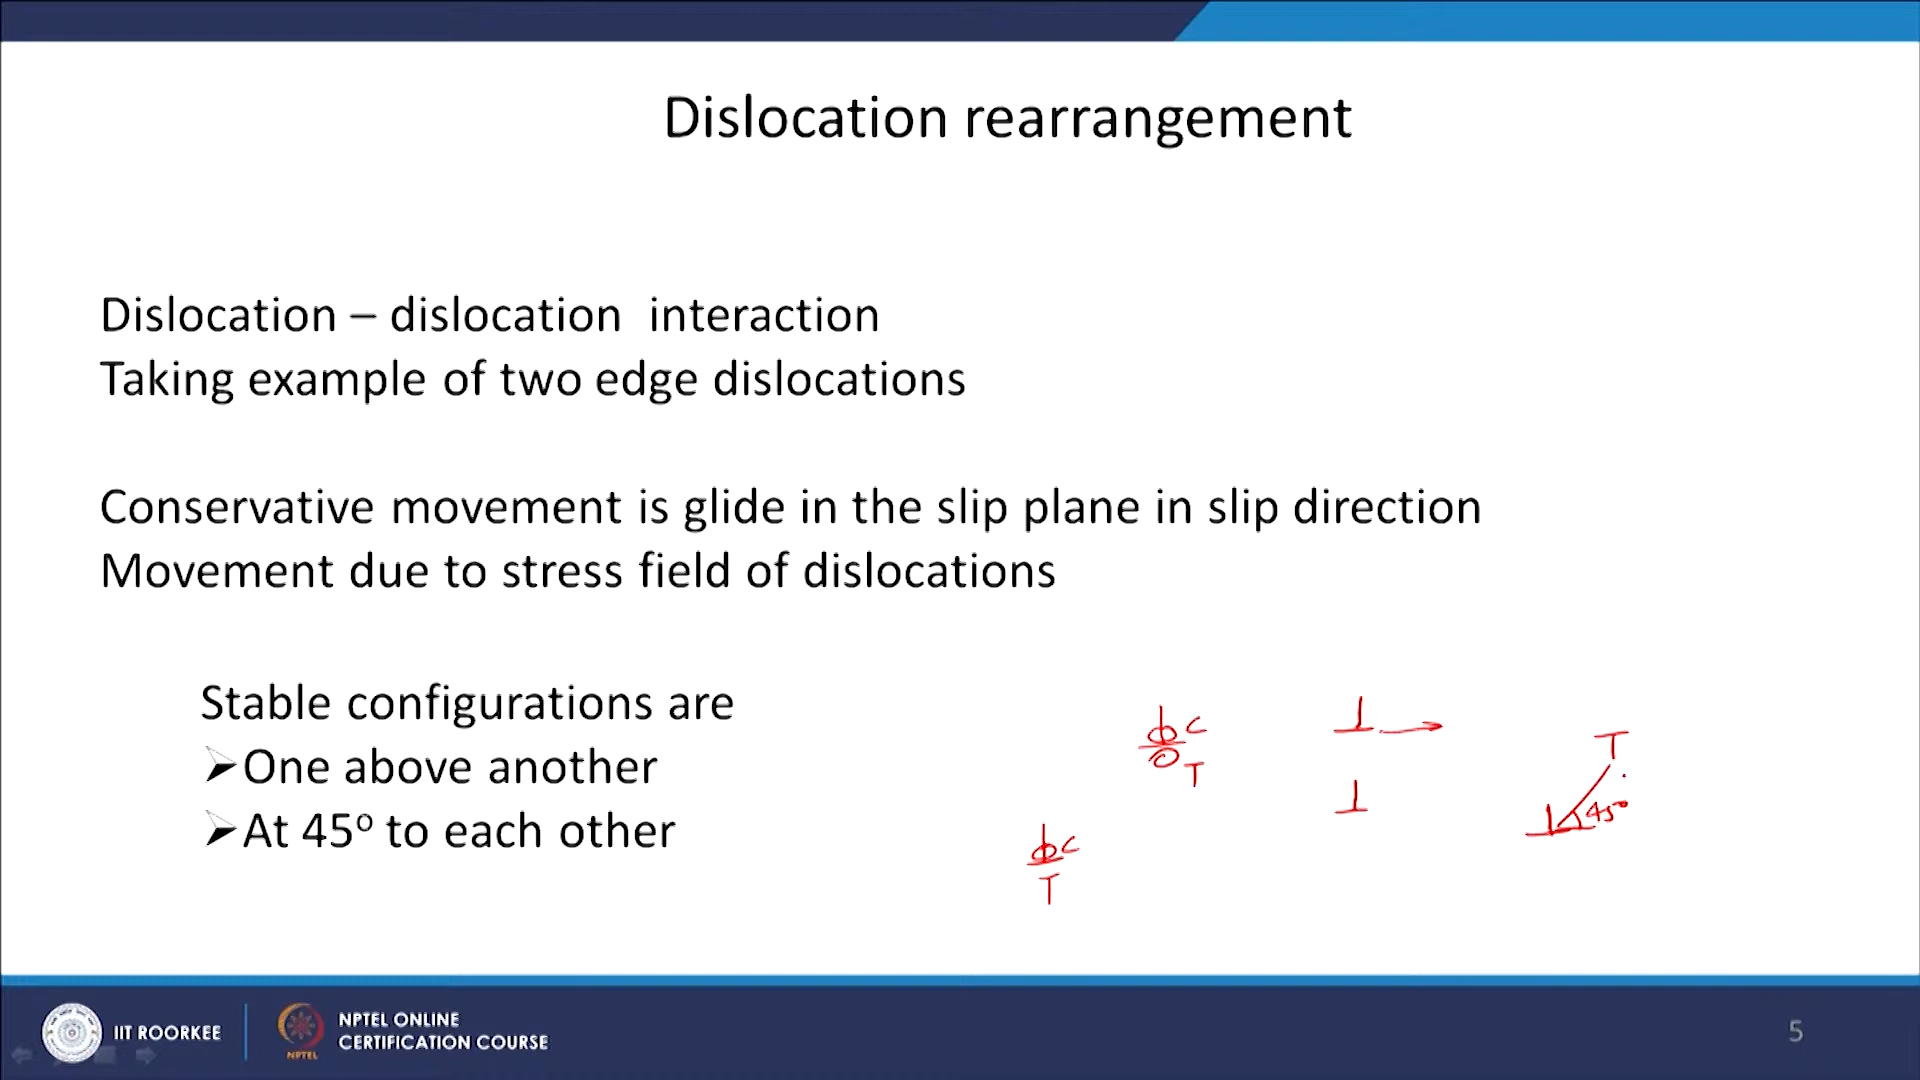 Dislocation rearrangement
Dislocation – dislocation interaction
Taking example of two edge dislocations
Conservative movement is glide in the slip plane in slip direction
Movement due to stress field of dislocations
Stable configurations are
➢One above another
➢At 45º to each other
C
T
C
T
45°
IIT ROORKEE
NPTEL
NPTEL ONLINE
CERTIFICATION COURSE
5